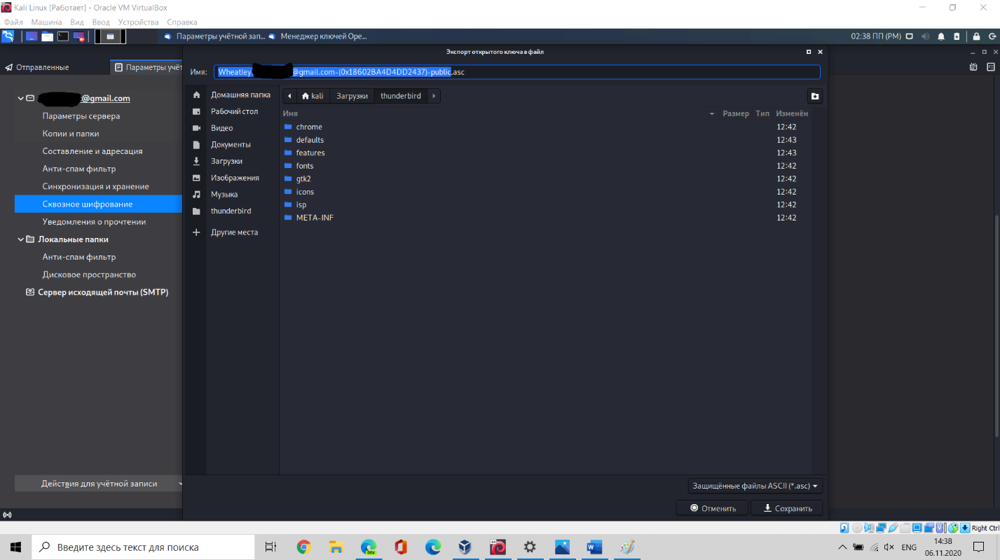 Kali Linux [Работает] - Oracle VM VirtualBox
Файл Машина Вид Ввод Устройства Справка
Параметры учётной зап... Менеджер ключей Ope... 02:38 ПП (PM)
Экспорт открытого ключа в файл
Отправленные Параметры учёт
Имя: Wheatley @gmail.com-(0x18602BA4D4DD2437)-public.asc
@gmail.com
Параметры сервера
Копии и папки
Составление и адресация
Анти-спам фильтр
Синхронизация и хранение
Сквозное шифрование
Уведомления о прочтении
Локальные папки
Анти-спам фильтр
Дисковое пространство
Сервер исходящей почты (SMTP)
Действия для учётной записи
Домашняя папка
Рабочий стол
Видео
Документы
Загрузки
Изображения
Музыка
thunderbird
Другие места
kali Загрузки thunderbird
Имя Размер Тип Изменён
chrome 12:42
defaults 12:43
features 12:43
fonts 12:42
gtk2 12:42
icons 12:42
isp 12:42
META-INF 12:42
Защищённые файлы ASCII (*.asc)
Отменить Сохранить
Right Ctrl
Введите здесь текст для поиска
DEV
ENG
14:38
06.11.2020